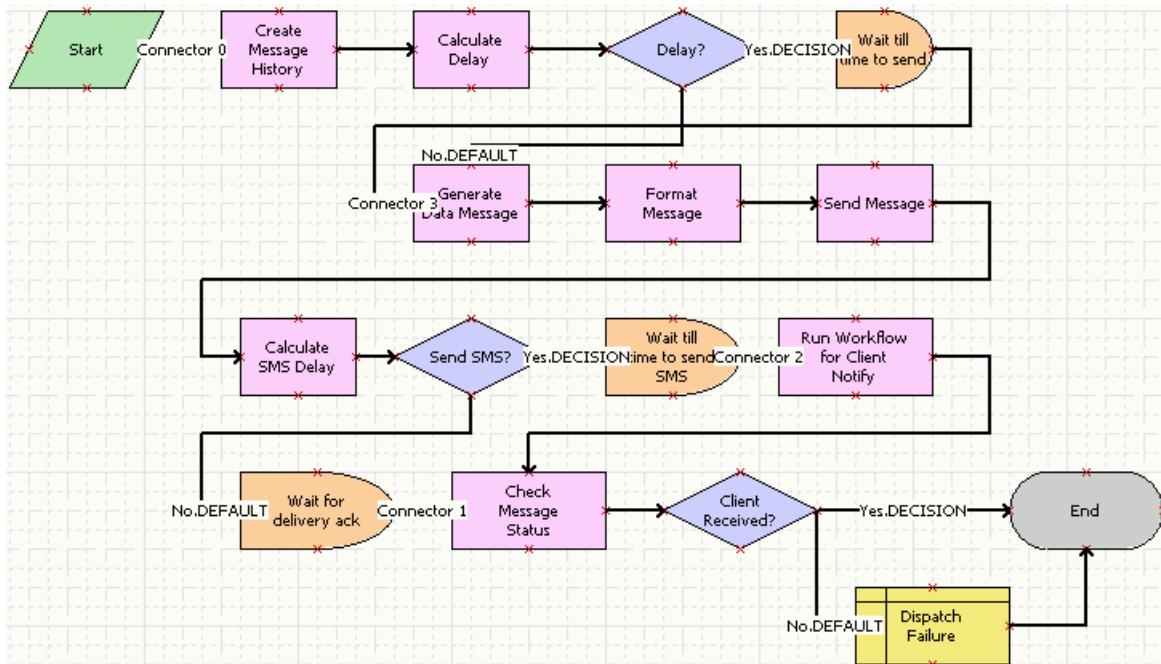 Start
Connector 0
Create
Message
History
Calculate
Delay
Delay?
Yes.DECISION
Wait till
time to send
No.DEFAULT
Connector 3
Generate
Data Message
Format
Message
Send Message
Calculate
SMS Delay
Send SMS?
Yes.DECISION
Wait till
time to send
SMS
Connector 2
Run Workflow
for Client
Notify
No.DEFAULT
Wait for
delivery ack
Connector 1
Check
Message
Status
Client
Received?
Yes.DECISION
End
No.DEFAULT
Dispatch
Failure